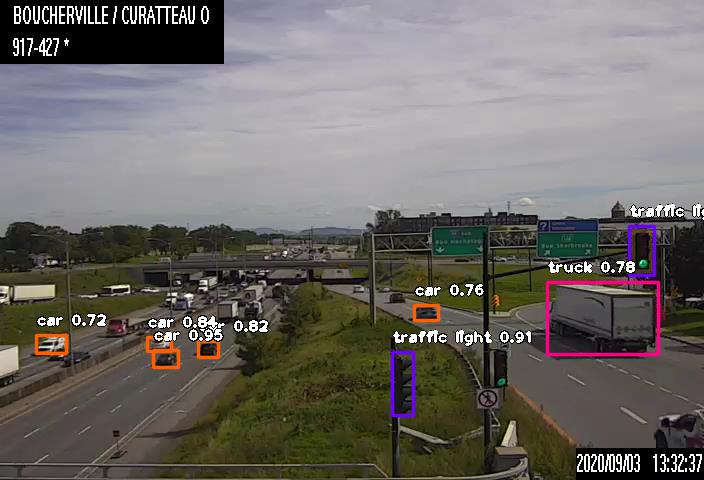 BOUCHERVILLE / CURATTEAU O
917-427 *
traffic lig
truck 0.78
car 0.76
car 0.72
car 0.84
car 0.82
car 0.95
traffic light 0.91
2020/09/03 13:32:37